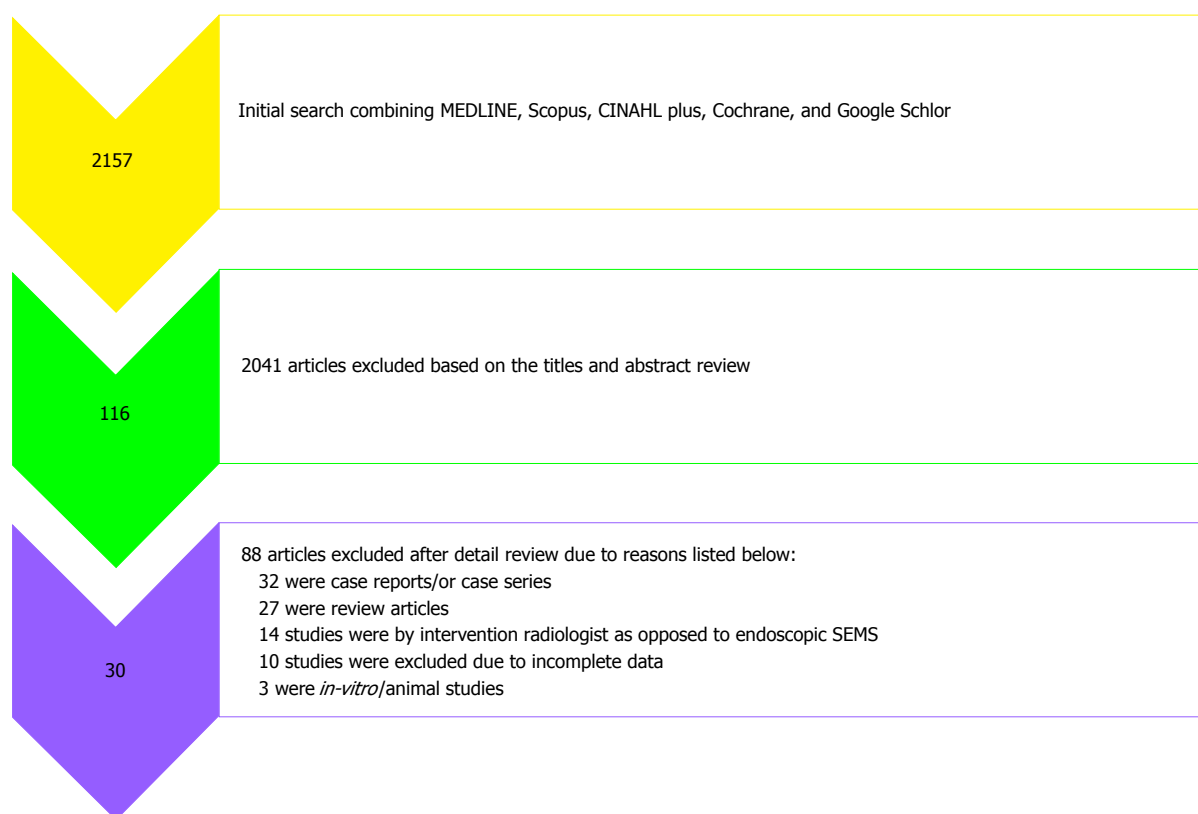 Initial search combining MEDLINE, Scopus, CINAHL plus, Cochrane, and Google Schlor
2157
2041 articles excluded based on the titles and abstract review
116
88 articles excluded after detail review due to reasons listed below:
32 were case reports/or case series
27 were review articles
14 studies were by intervention radiologist as opposed to endoscopic SEMS
10 studies were excluded due to incomplete data
3 were in-vitro/animal studies
30